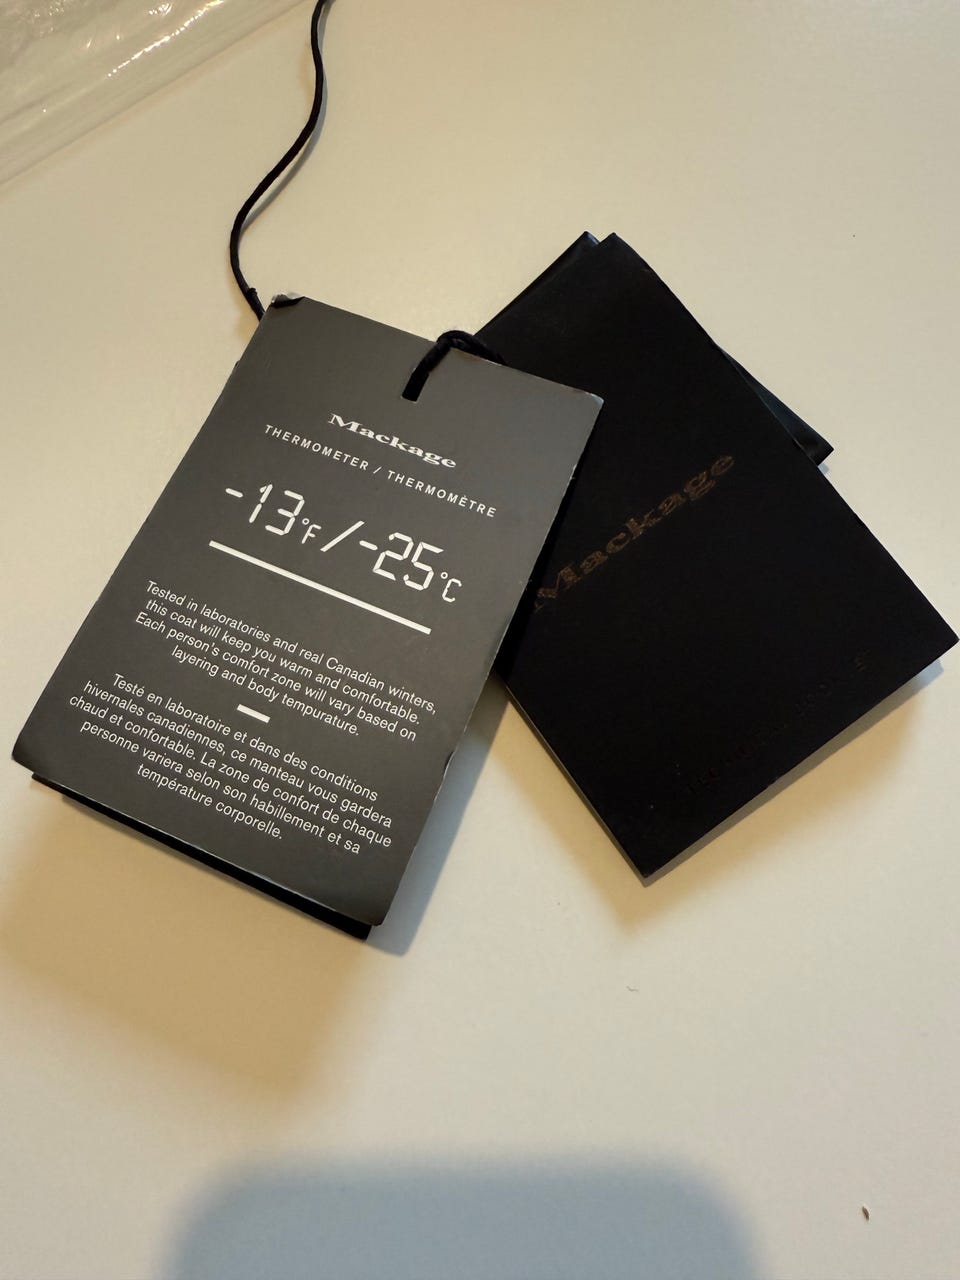 Mackage
THERMOMETER / THERMOMÈTRE
-13°F/-25°C
Tested in laboratories and real Canadian winters,
this coat will keep you warm and comfortable.
Each person's comfort zone will vary based on
layering and body tempurature.
Testé en laboratoire et dans des conditions
hivernales canadiennes, ce manteau vous gardera
chaud et confortable. La zone de confort de chaque
personne variera selon son habillement et sa
température corporelle.
Mackage